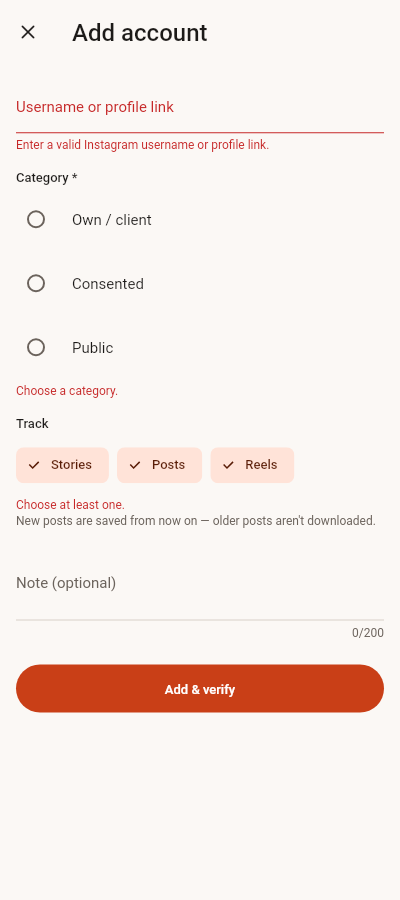 Add account
Username or profile link
Enter a valid Instagram username or profile link.
Category *
Own / client
Consented
Public
Choose a category.
Track
Stories
Posts
Reels
Choose at least one.
New posts are saved from now on — older posts aren't downloaded.
Note (optional)
0/200
Add & verify